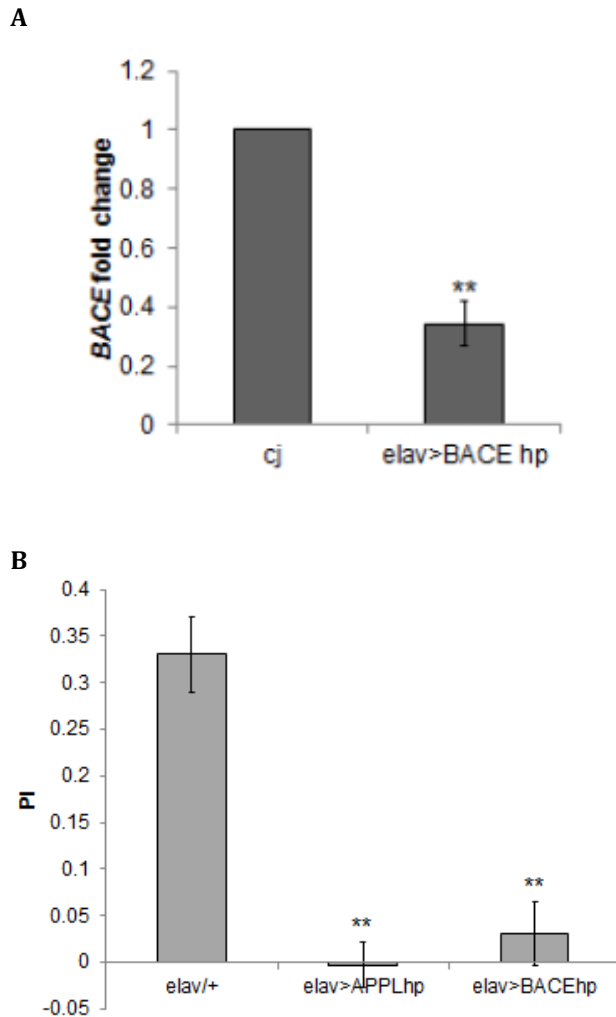 A
BACE fold change
1.2
1
0.8
0.6
0.4
0.2
0
**
cj
elav>BACE hp
B
PI
0.4
0.35
0.3
0.25
0.2
0.15
0.1
0.05
0
-0.05
**
**
elav/+
elav>APPLhp
elav>BACEhp